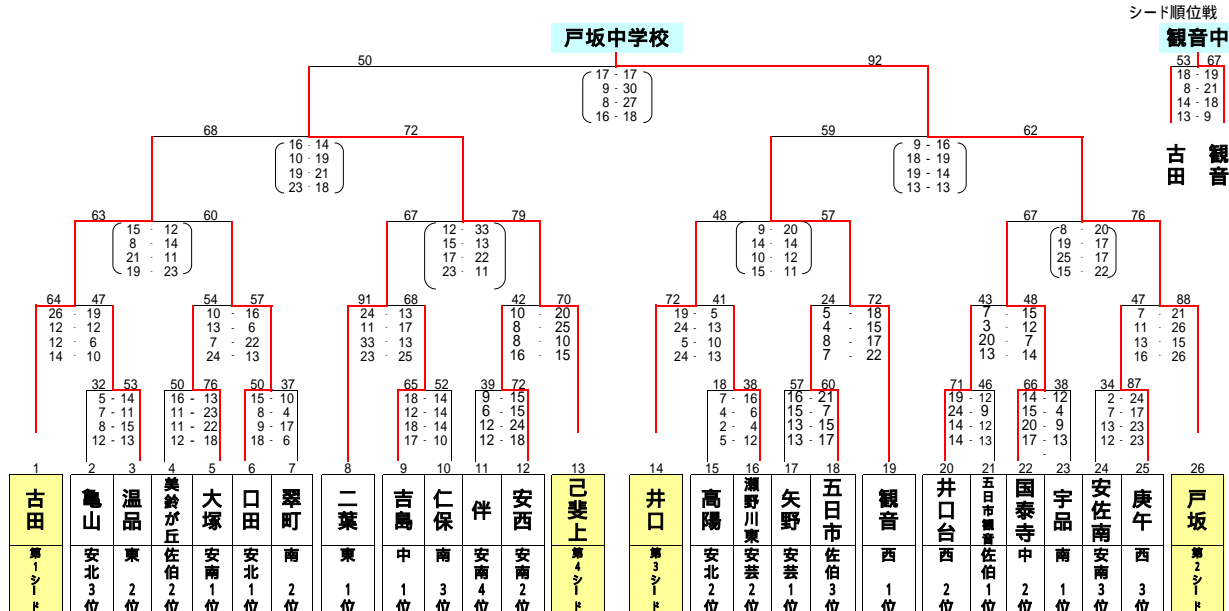 シード順位戦
戸坂中学校 観音中
50 92 53 67
17 - 17 18 - 19
9 - 30 8 - 21
8 - 27 14 - 18
16 - 18 13 - 9
68 72 59 62
16 - 14 9 - 16
10 - 19 18 - 19
19 - 21 19 - 14
23 - 18 13 - 13
古田 観音
63 60 67 79 48 57 67 76
15 - 12 12 - 33 9 - 20 8 - 20
8 - 14 15 - 13 14 - 14 19 - 17
21 - 11 17 - 22 10 - 12 25 - 17
19 - 23 23 - 11 15 - 11 15 - 22
64 47 54 57 91 68 42 70 72 41 24 72 43 48 47 88
26 - 19 10 - 16 24 - 13 10 - 20 19 - 5 5 - 18 7 - 15 7 - 21
12 - 12 13 - 6 11 - 17 8 - 25 24 - 13 4 - 15 3 - 12 11 - 26
12 - 6 7 - 22 33 - 13 8 - 10 5 - 10 8 - 17 20 - 7 13 - 15
14 - 10 24 - 13 23 - 25 16 - 15 24 - 13 7 - 22 13 - 14 16 - 26
32 53 50 76 50 37 65 52 39 72 18 38 57 60 71 46 66 38 34 87
5 - 14 16 - 13 15 - 10 18 - 14 9 - 15 7 - 16 16 - 21 19 - 12 14 - 12 2 - 24
7 - 11 11 - 23 8 - 4 12 - 14 6 - 15 4 - 6 15 - 7 24 - 9 15 - 4 7 - 17
8 - 15 11 - 22 9 - 17 18 - 14 12 - 24 2 - 4 13 - 15 14 - 12 20 - 9 13 - 23
12 - 13 12 - 18 18 - 6 17 - 10 12 - 18 5 - 12 13 - 17 14 - 13 17 - 13 12 - 23
-
1 2 3 4 5 6 7 8 9 10 11 12 13 14 15 16 17 18 19 20 21 22 23 24 25 26
古田 亀山 温品 美鈴が丘 大塚 口田 翠町 二葉 吉島 仁保 伴 安西 己斐上 井口 高陽 瀬野川東 矢野 五日市 観音 井口台 五日市観音 国泰寺 宇品 安佐南 庚午 戸坂
第1シード 安北3位 東2位 佐伯2位 安南1位 安北1位 南2位 東1位 中1位 南3位 安南4位 安南2位 第4シード 第3シード 安北2位 安芸2位 安芸1位 佐伯3位 西1位 西2位 佐伯1位 中2位 南1位 安南3位 西3位 第2シード